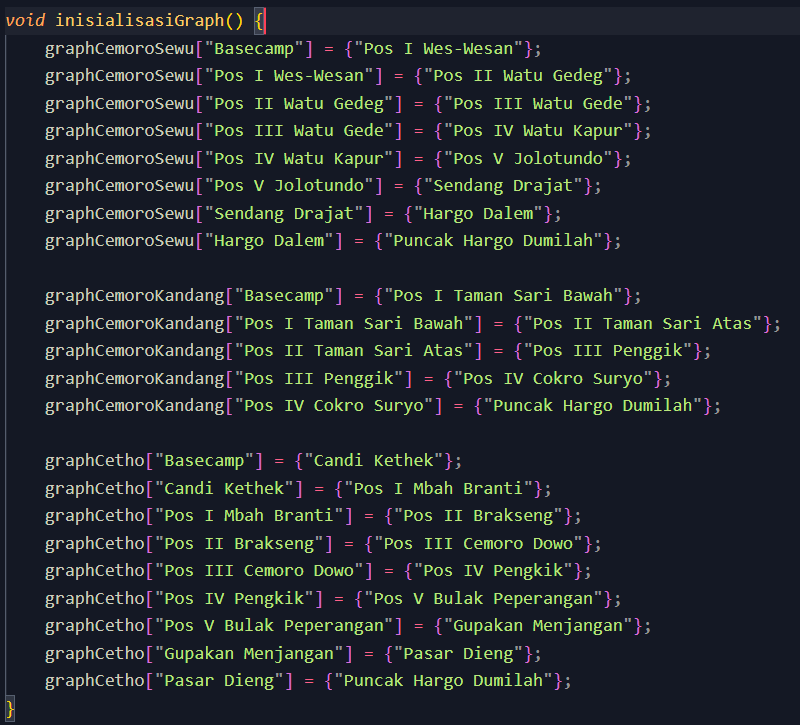 void inisialisasiGraph() {
    graphCemoroSewu["Basecamp"] = {"Pos I Wes-Wesan"};
    graphCemoroSewu["Pos I Wes-Wesan"] = {"Pos II Watu Gedeg"};
    graphCemoroSewu["Pos II Watu Gedeg"] = {"Pos III Watu Gede"};
    graphCemoroSewu["Pos III Watu Gede"] = {"Pos IV Watu Kapur"};
    graphCemoroSewu["Pos IV Watu Kapur"] = {"Pos V Jolotundo"};
    graphCemoroSewu["Pos V Jolotundo"] = {"Sendang Drajat"};
    graphCemoroSewu["Sendang Drajat"] = {"Hargo Dalem"};
    graphCemoroSewu["Hargo Dalem"] = {"Puncak Hargo Dumilah"};

    graphCemoroKandang["Basecamp"] = {"Pos I Taman Sari Bawah"};
    graphCemoroKandang["Pos I Taman Sari Bawah"] = {"Pos II Taman Sari Atas"};
    graphCemoroKandang["Pos II Taman Sari Atas"] = {"Pos III Penggik"};
    graphCemoroKandang["Pos III Penggik"] = {"Pos IV Cokro Suryo"};
    graphCemoroKandang["Pos IV Cokro Suryo"] = {"Puncak Hargo Dumilah"};

    graphCetho["Basecamp"] = {"Candi Kethek"};
    graphCetho["Candi Kethek"] = {"Pos I Mbah Branti"};
    graphCetho["Pos I Mbah Branti"] = {"Pos II Brakseng"};
    graphCetho["Pos II Brakseng"] = {"Pos III Cemoro Dowo"};
    graphCetho["Pos III Cemoro Dowo"] = {"Pos IV Pengkik"};
    graphCetho["Pos IV Pengkik"] = {"Pos V Bulak Peperangan"};
    graphCetho["Pos V Bulak Peperangan"] = {"Gupakan Menjangan"};
    graphCetho["Gupakan Menjangan"] = {"Pasar Dieng"};
    graphCetho["Pasar Dieng"] = {"Puncak Hargo Dumilah"};
}